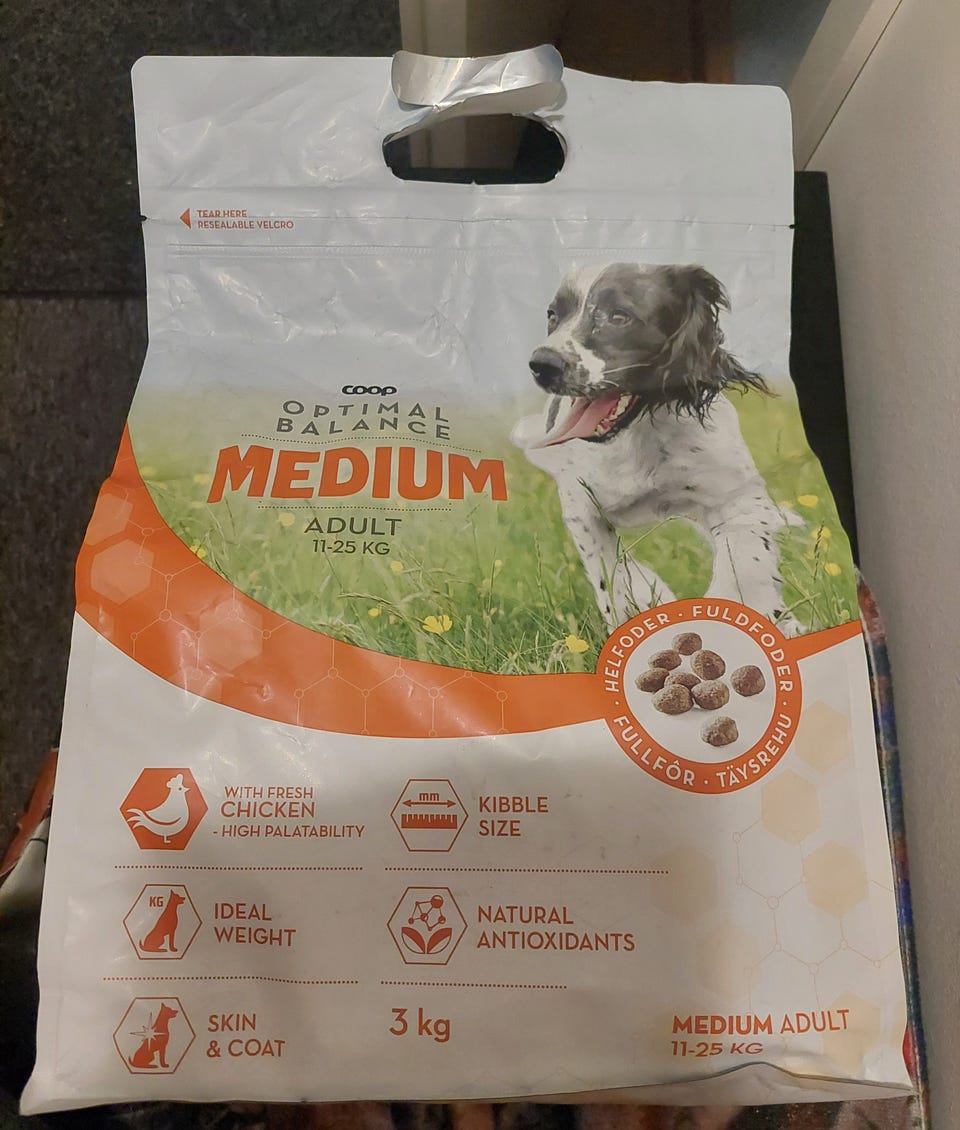 TEAR HERE
RESEALABLE VELCRO
coop
OPTIMAL
BALANCE
MEDIUM
ADULT
11-25 KG
HELFODER · FULDFODER · TÄYSREHU · FULLFÔR ·
WITH FRESH
CHICKEN
- HIGH PALATABILITY
mm
KIBBLE
SIZE
KG
IDEAL
WEIGHT
NATURAL
ANTIOXIDANTS
SKIN
& COAT
3 kg
MEDIUM ADULT
11-25 KG